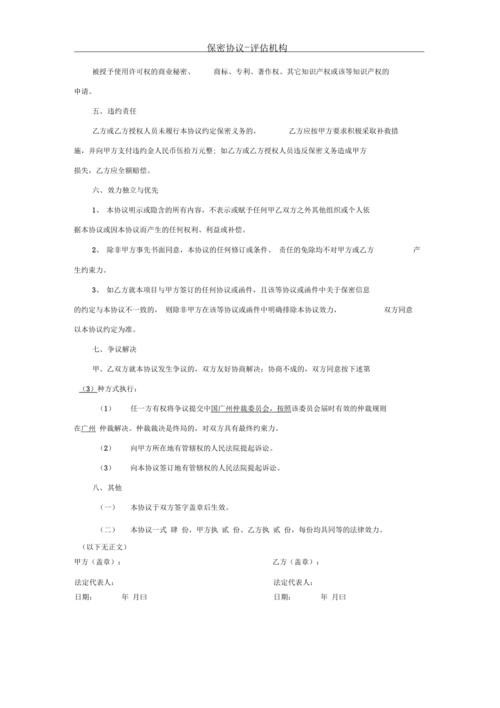 保密协议-评估机构
被授予使用许可权的商业秘密、 商标、专利、著作权、其它知识产权或该等知识产权的
申请。
五、违约责任
乙方或乙方授权人员未履行本协议约定保密义务的, 乙方应按甲方要求积极采取补救措
施,并向甲方支付违约金人民币伍拾万元整;如乙方或乙方授权人员违反保密义务造成甲方
损失,乙方应全额赔偿。
六、效力独立与优先
1、 本协议明示或隐含的所有内容,不表示或赋予任何甲乙双方之外其他组织或个人依
据本协议或因本协议而产生的任何权利、利益或补偿。
2、 除非甲方事先书面同意,本协议的任何修订或条件、 责任的免除均不对甲方或乙方 产
生约束力。
3、 如乙方就本项目与甲方签订的任何协议或函件,且该等协议或函件中关于保密信息
的约定与本协议不一致的, 则除非甲方在该等协议或函件中明确排除本协议效力, 双方同意
以本协议约定为准。
七、争议解决
甲、乙双方就本协议发生争议的,双方友好协商解决;协商不成的,双方同意按下述第
(3)种方式执行:
(1) 任一方有权将争议提交中国广州仲裁委员会,按照该委员会届时有效的仲裁规则
在广州 仲裁解决。仲裁裁决是终局的,对双方具有最终约束力。
(2) 向甲方所在地有管辖权的人民法院提起诉讼。
(3) 向本协议签订地有管辖权的人民法院提起诉讼。
八、其他
(一) 本协议于双方签字盖章后生效。
(二) 本协议一式 肆 份,甲方执 贰 份、乙方执 贰 份,每份均具同等的法律效力。
(以下无正文)
甲方(盖章): 乙方(盖章):
法定代表人: 法定代表人:
日期: 年 月曰 日期: 年 月曰